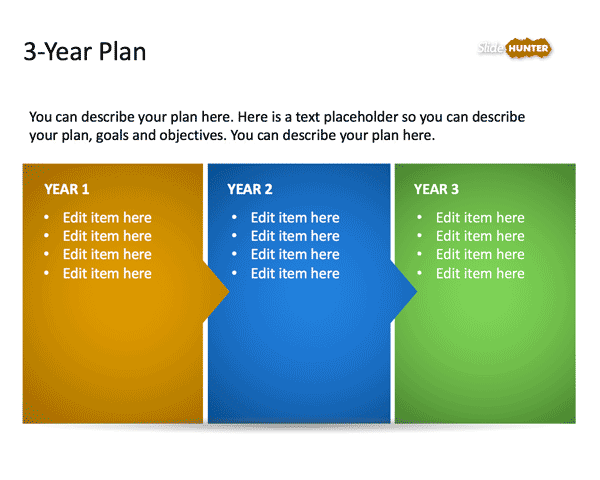 3-Year Plan
Slide HUNTER
You can describe your plan here. Here is a text placeholder so you can describe
your plan, goals and objectives. You can describe your plan here.
YEAR 1
• Edit item here
• Edit item here
• Edit item here
• Edit item here
YEAR 2
• Edit item here
• Edit item here
• Edit item here
• Edit item here
YEAR 3
• Edit item here
• Edit item here
• Edit item here
• Edit item here